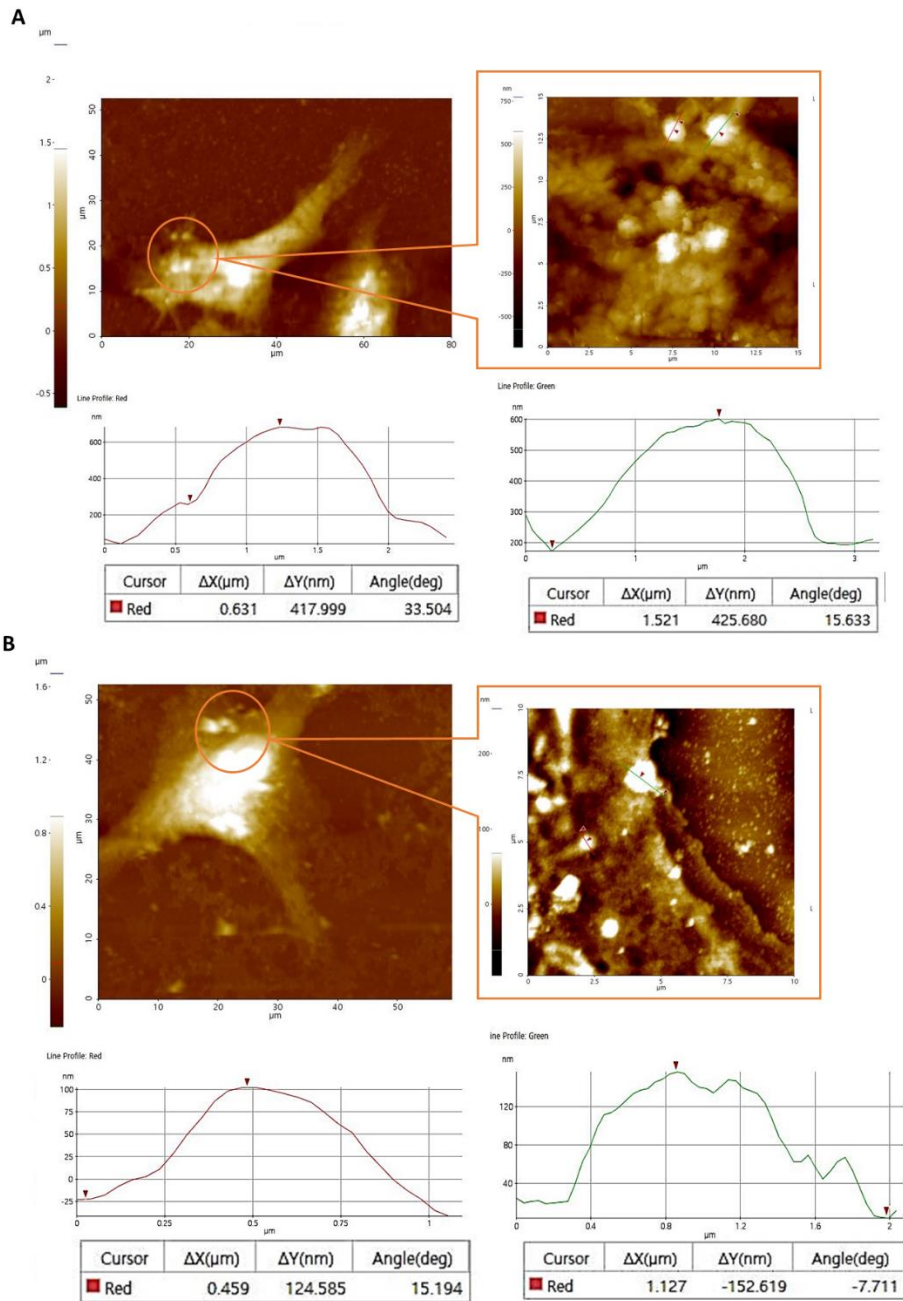 A
µm
2
1.5
1
0.5
0
-0.5
50
40
30
20
10
0
µm
0 20 40 60 80
µm
nm
750
500
250
0
-250
-500
15
12.5
10
7.5
5
2.5
0
µm
0 2.5 5 7.5 10 12.5 15
µm
Line Profile: Red
nm
600
400
200
0 0.5 1 1.5 2
µm
Cursor ΔX(µm) ΔY(nm) Angle(deg)
Red 0.631 417.999 33.504
Line Profile: Green
nm
600
500
400
300
200
0 1 2 3
µm
Cursor ΔX(µm) ΔY(nm) Angle(deg)
Red 1.521 425.680 15.633
B
µm
1.6
1.2
0.8
0.4
0
50
40
30
20
10
0
µm
0 10 20 30 40 50
µm
nm
200
100
0
10
7.5
5
2.5
0
µm
0 2.5 5 7.5 10
µm
Line Profile: Red
nm
100
75
50
25
0
-25
0 0.25 0.5 0.75 1
µm
Cursor ΔX(µm) ΔY(nm) Angle(deg)
Red 0.459 124.585 15.194
ine Profile: Green
nm
120
80
40
0 0.4 0.8 1.2 1.6 2
µm
Cursor ΔX(µm) ΔY(nm) Angle(deg)
Red 1.127 -152.619 -7.711